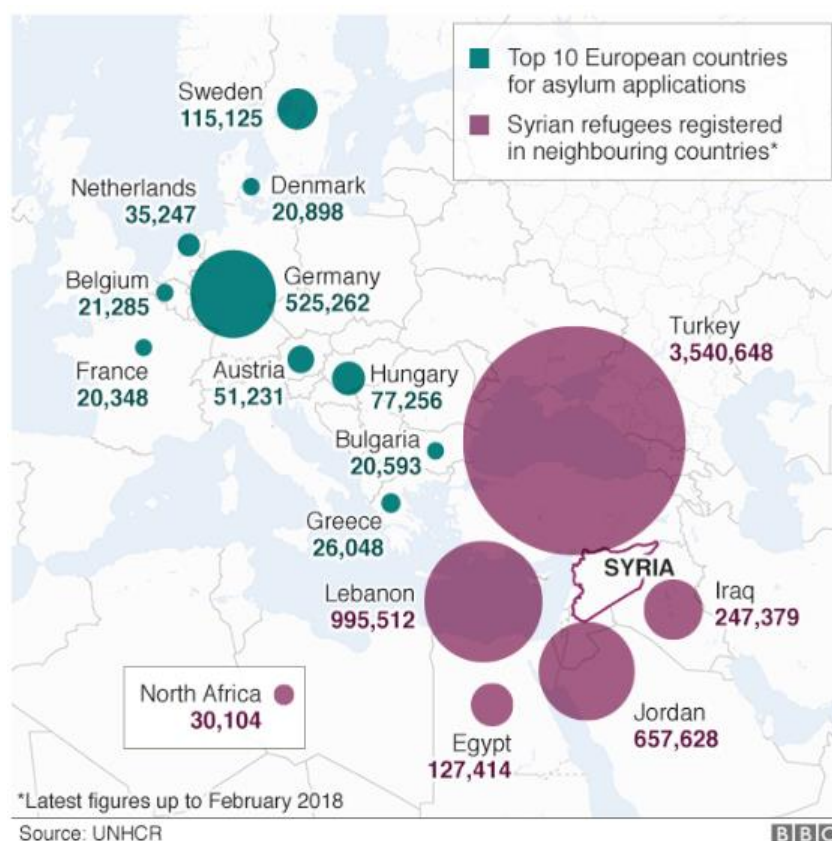 Top 10 European countries
for asylum applications
Syrian refugees registered
in neighbouring countries*
Sweden
115,125
Netherlands
35,247
Denmark
20,898
Belgium
21,285
Germany
525,262
France
20,348
Austria
51,231
Hungary
77,256
Bulgaria
20,593
Greece
26,048
Turkey
3,540,648
SYRIA
Lebanon
995,512
Iraq
247,379
North Africa
30,104
Egypt
127,414
Jordan
657,628
*Latest figures up to February 2018
Source: UNHCR
BBC